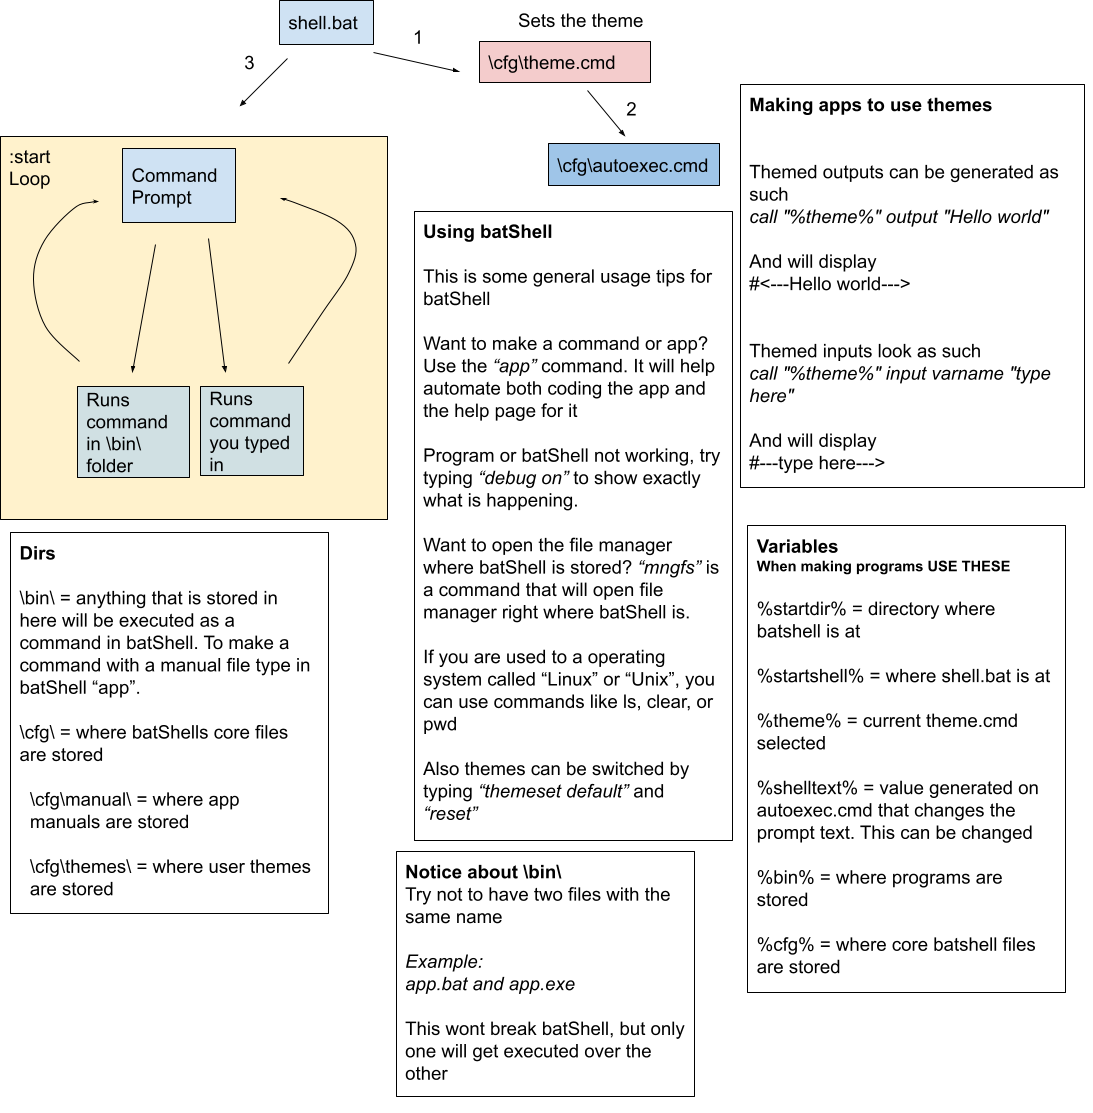 shell.bat
Sets the theme
1
\cfg\theme.cmd
3
2
\cfg\autoexec.cmd
:start
Loop
Command
Prompt
Runs
command
in \bin\
folder
Runs
command
you typed
in
Making apps to use themes
Themed outputs can be generated as
such
call "%theme%" output "Hello world"
And will display
#<---Hello world--->
Themed inputs look as such
call "%theme%" input varname "type
here"
And will display
#---type here--->
Using batShell
This is some general usage tips for
batShell
Want to make a command or app?
Use the “app” command. It will help
automate both coding the app and
the help page for it
Program or batShell not working, try
typing “debug on” to show exactly
what is happening.
Want to open the file manager
where batShell is stored? “mngfs” is
a command that will open file
manager right where batShell is.
If you are used to a operating
system called “Linux” or “Unix”, you
can use commands like ls, clear, or
pwd
Also themes can be switched by
typing “themeset default” and
“reset”
Dirs
\bin\ = anything that is stored in
here will be executed as a
command in batShell. To make a
command with a manual file type in
batShell “app”.
\cfg\ = where batShells core files
are stored
\cfg\manual\ = where app
manuals are stored
\cfg\themes\ = where user themes
are stored
Variables
When making programs USE THESE
%startdir% = directory where
batshell is at
%startshell% = where shell.bat is at
%theme% = current theme.cmd
selected
%shelltext% = value generated on
autoexec.cmd that changes the
prompt text. This can be changed
%bin% = where programs are
stored
%cfg% = where core batshell files
are stored
Notice about \bin\
Try not to have two files with the
same name
Example:
app.bat and app.exe
This wont break batShell, but only
one will get executed over the
other